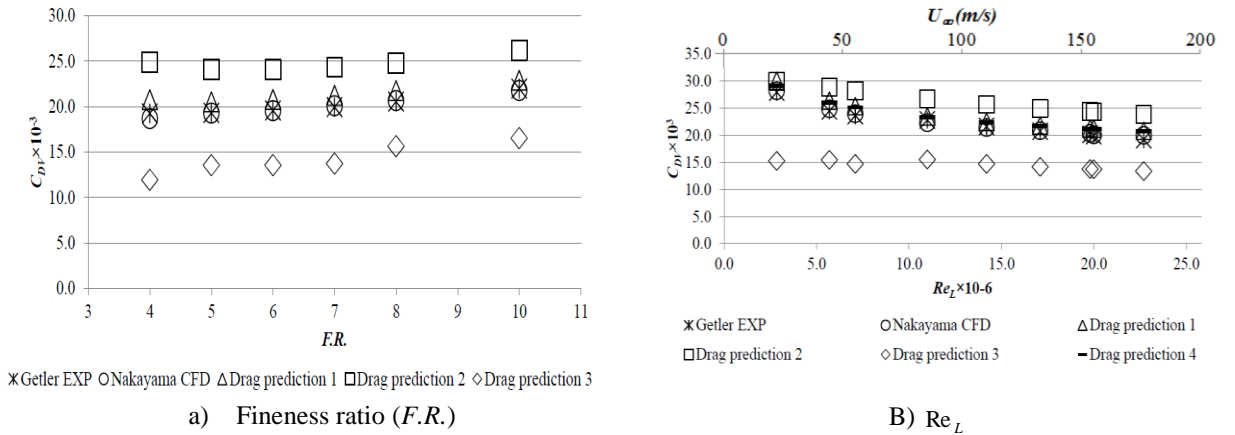 30.0
25.0
20.0
15.0
10.0
5.0
0.0
C_DV×10^-3
3 4 5 6 7 8 9 10 11
F.R.
Getler EXP Nakayama CFD Drag prediction 1 Drag prediction 2 Drag prediction 3
a) Fineness ratio (F.R.)
U∞(m/s)
0 50 100 150 200
35.0
30.0
25.0
20.0
15.0
10.0
5.0
0.0
C_DV×10^3
0.0 5.0 10.0 15.0 20.0 25.0
Re_L×10-6
Getler EXP Nakayama CFD Drag prediction 1
Drag prediction 2 Drag prediction 3 Drag prediction 4
B) Re_L